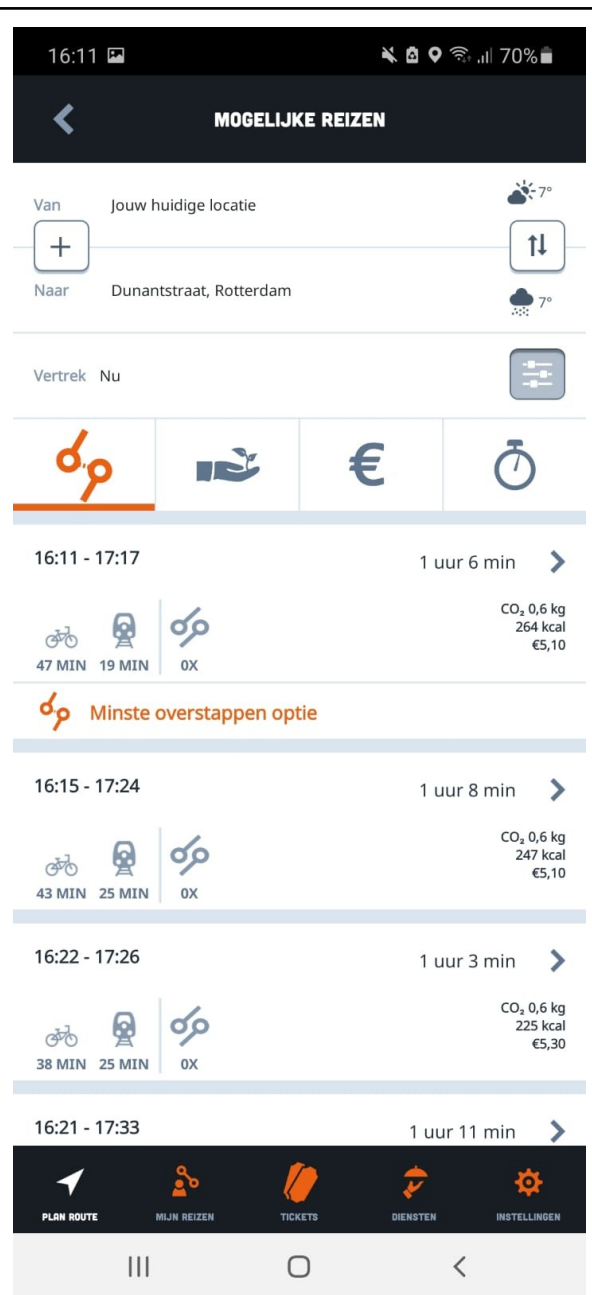 16:11 70%
MOGELIJKE REIZEN
7°
Van Jouw huidige locatie
Naar Dunantstraat, Rotterdam
7°
Vertrek Nu
€
16:11 - 17:17 1 uur 6 min
CO₂ 0,6 kg
264 kcal
€5,10
47 MIN 19 MIN 0X
Minste overstappen optie
16:15 - 17:24 1 uur 8 min
CO₂ 0,6 kg
247 kcal
€5,10
43 MIN 25 MIN 0X
16:22 - 17:26 1 uur 3 min
CO₂ 0,6 kg
225 kcal
€5,30
38 MIN 25 MIN 0X
16:21 - 17:33 1 uur 11 min
PLAN ROUTE MIJN REIZEN TICKETS DIENSTEN INSTELLINGEN